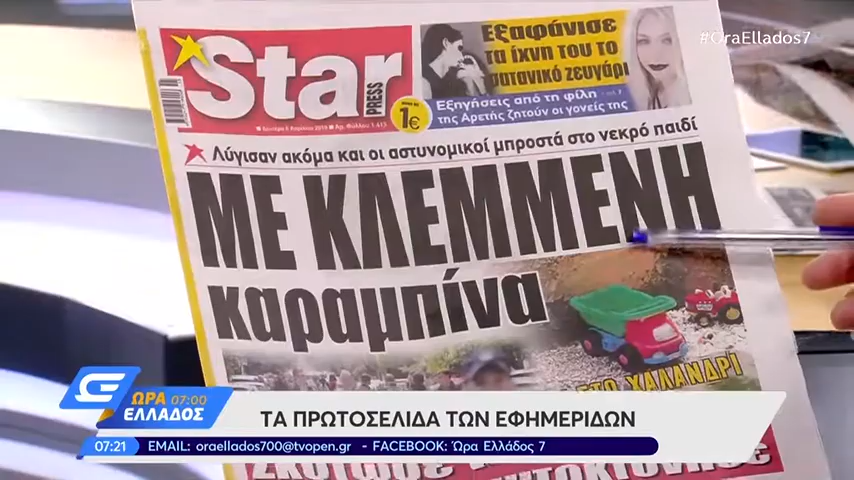 #OraEllados7
Star
PRESS
1€
Εξαφάνισε
τα ίχνη του το
σατανικό ζευγάρι
Εξηγήσεις από τη φίλη
της Αρετής ζητούν οι γονείς της
Λύγισαν ακόμα και οι αστυνομικοί μπροστά στο νεκρό παιδί
ΜΕ ΚΛΕΜΜΕΝΗ
καραμπίνα
ΣΤΟ ΧΑΛΑΝΔΡΙ
ΩΡΑ 07:00
ΕΛΛΑΔΟΣ
ΤΑ ΠΡΩΤΟΣΕΛΙΔΑ ΤΩΝ ΕΦΗΜΕΡΙΔΩΝ
07:21 EMAIL: oraellados700@tvopen.gr - FACEBOOK: Ώρα Ελλάδος 7